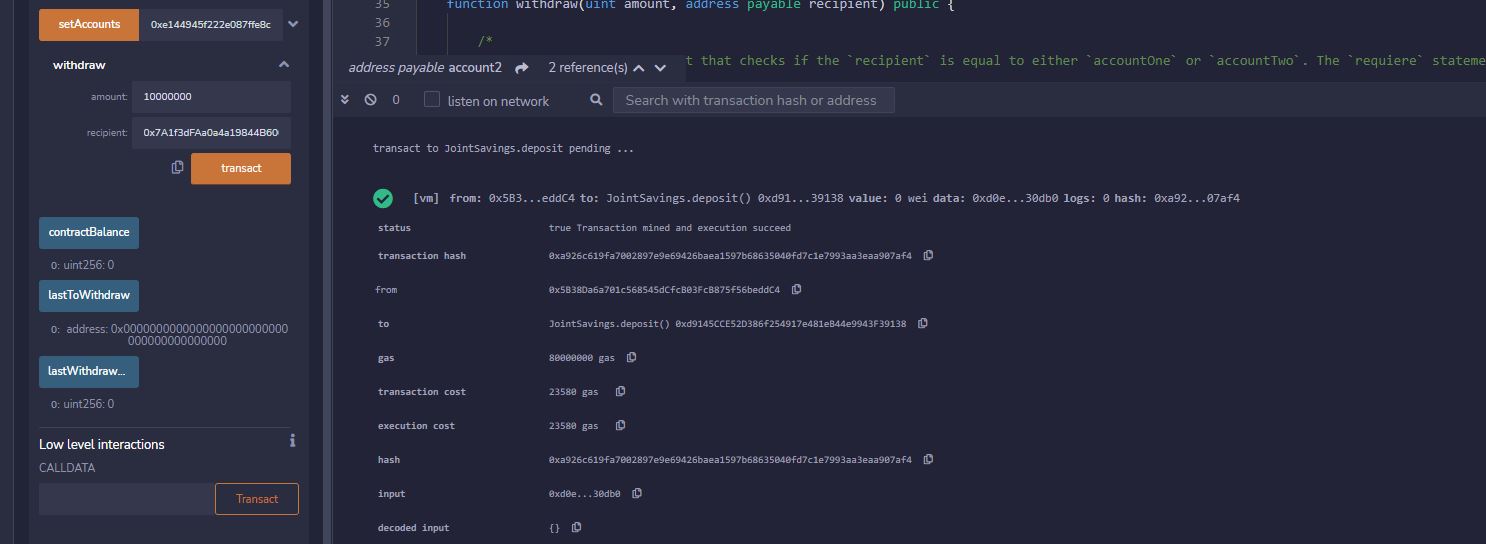 setAccounts 0xe144945f222e087ffe8c
withdraw
amount: 10000000
recipient: 0x7A1f3dFAa0a4a19844B60
transact
contractBalance
0: uint256: 0
lastToWithdraw
0: address: 0x0000000000000000000000000
000000000000000
lastWithdraw...
0: uint256: 0
Low level interactions
CALLDATA
Transact
35 function withdraw(uint amount, address payable recipient) public {
36
37 /*
address payable account2 2 reference(s) t that checks if the `recipient` is equal to either `accountOne` or `accountTwo`. The `requiere` stateme
0 listen on network Search with transaction hash or address
transact to JointSavings.deposit pending ...
[vm] from: 0x5B3...eddC4 to: JointSavings.deposit() 0xd91...39138 value: 0 wei data: 0xd0e...30db0 logs: 0 hash: 0xa92...07af4
status true Transaction mined and execution succeed
transaction hash 0xa926c619fa7002897e9e69426baea1597b68635040fd7c1e7993aa3eaa907af4
from 0x5B38Da6a701c568545dCfcB03FcB875f56beddC4
to JointSavings.deposit() 0xd9145CCE52D386f254917e481eB44e9943F39138
gas 80000000 gas
transaction cost 23580 gas
execution cost 23580 gas
hash 0xa926c619fa7002897e9e69426baea1597b68635040fd7c1e7993aa3eaa907af4
input 0xd0e...30db0
decoded input {}